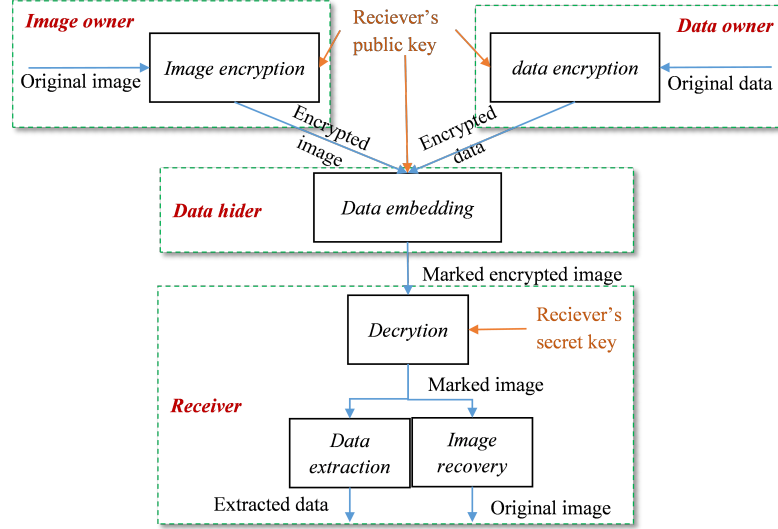 Image owner
Reciever's
public key
Data owner
Original image
Image encryption
data encryption
Original data
Encrypted
image
Encrypted
data
Data hider
Data embedding
Marked encrypted image
Decrytion
Reciever's
secret key
Marked image
Receiver
Data
extraction
Image
recovery
Extracted data
Original image